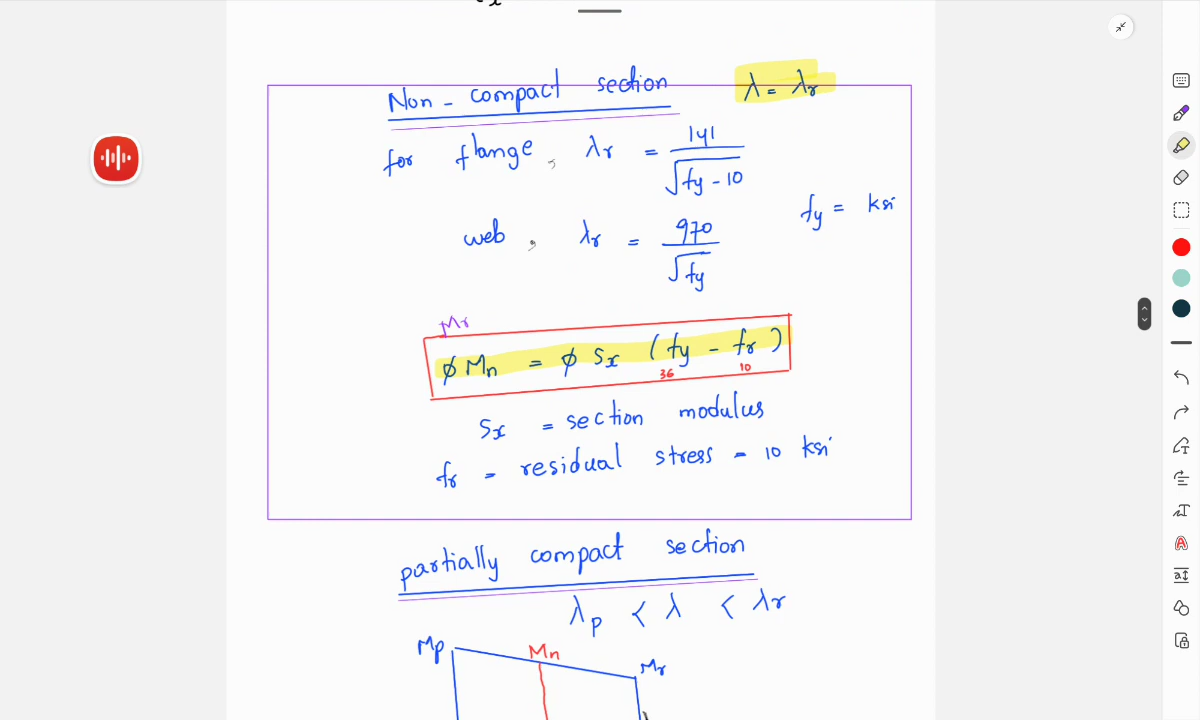 Non - compact section λ = λr
for flange, λr = 141 / √fy - 10
fy = ksi
web, λr = 970 / √fy
Mr
φ Mn = φ Sx (fy - fr)
36 10
Sx = section modulus
fr = residual stress = 10 ksi
partially compact section
λp < λ < λr
Mp Mn Mr